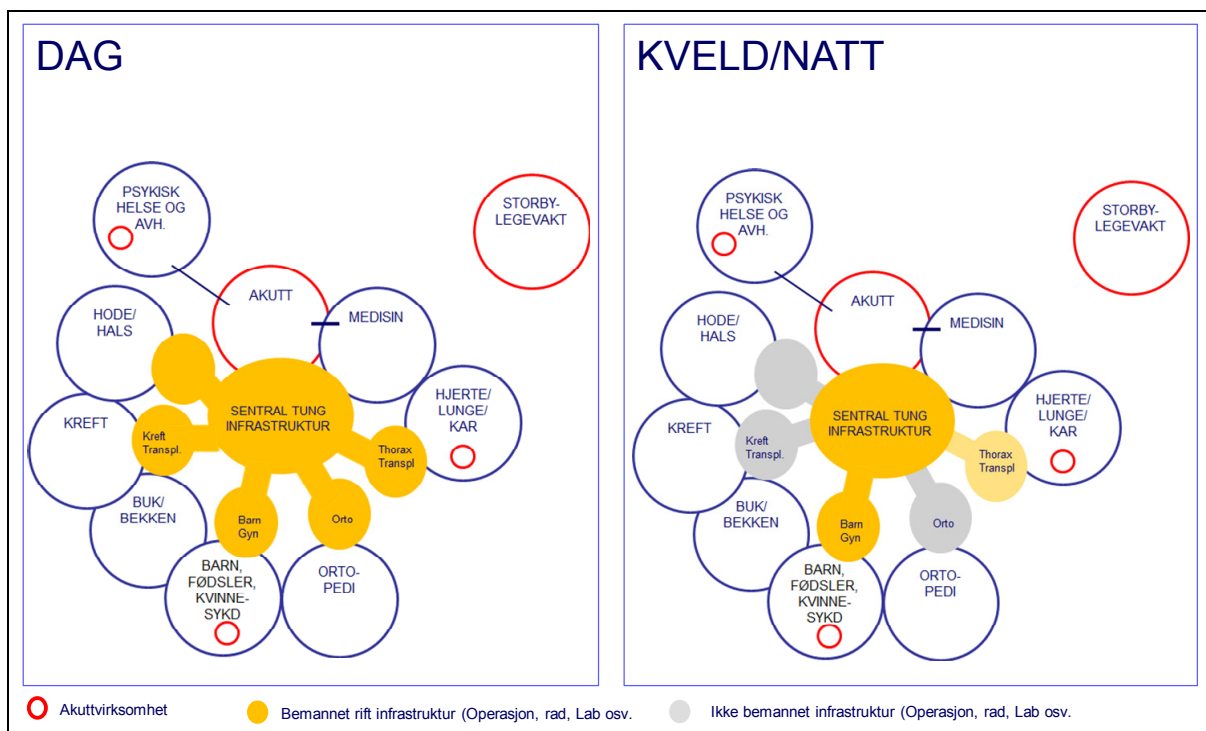 DAG
PSYKISK
HELSE OG
AVH.
STORBY-
LEGEVAKT
AKUTT
HODE/
HALS
MEDISIN
HJERTE/
LUNGE/
KAR
SENTRAL TUNG
INFRASTRUKTUR
KREFT
Kreft
Transpl.
Thorax
Transpl
BUK/
BEKKEN
Barn
Gyn
Orto
BARN,
FØDSLER,
KVINNE-
SYKD
ORTO-
PEDI
KVELD/NATT
PSYKISK
HELSE OG
AVH.
STORBY-
LEGEVAKT
AKUTT
HODE/
HALS
MEDISIN
HJERTE/
LUNGE/
KAR
SENTRAL TUNG
INFRASTRUKTUR
KREFT
Kreft
Transpl.
Thorax
Transpl
BUK/
BEKKEN
Barn
Gyn
Orto
BARN,
FØDSLER,
KVINNE-
SYKD
ORTO-
PEDI
Akuttvirksomhet
Bemannet rift infrastruktur (Operasjon, rad, Lab osv.
Ikke bemannet infrastruktur (Operasjon, rad, Lab osv.